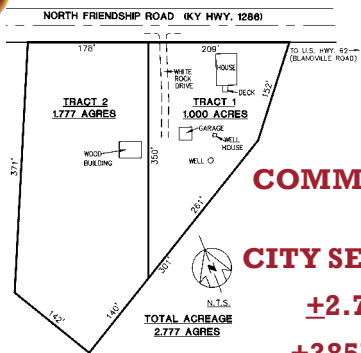 NORTH FRIENDSHIP ROAD (KY HWY. 1286)
178'
209'
TO U.S. HWY. 62
(BLANDVILLE ROAD)
HOUSE
WHITE
ROCK
DRIVE
DECK
152'
TRACT 2
1.777 ACRES
TRACT 1
1.000 ACRES
GARAGE
WELL
HOUSE
WOOD
BUILDING
350'
WELL
371'
COMM
261'
CITY SE
301'
N
N.T.S.
+2.7
142'
140'
TOTAL ACREAGE
2.777 ACRES
+385